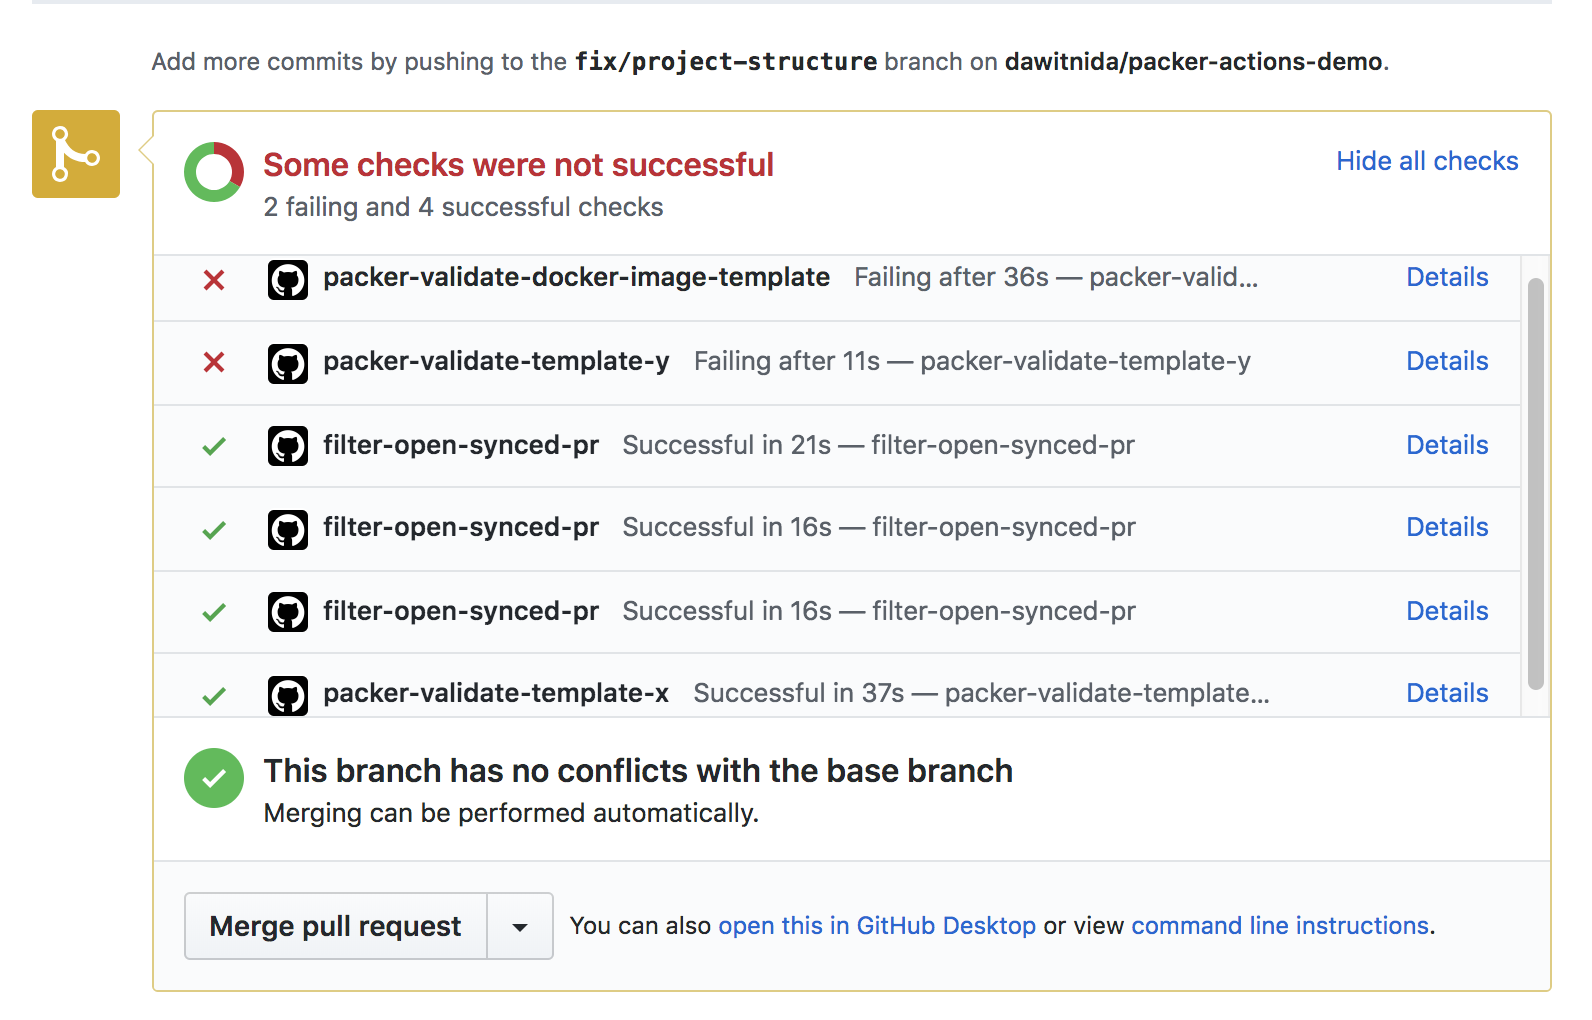 Add more commits by pushing to the fix/project-structure branch on dawitnida/packer-actions-demo.
Some checks were not successful
Hide all checks
2 failing and 4 successful checks
packer-validate-docker-image-template Failing after 36s — packer-valid... Details
packer-validate-template-y Failing after 11s — packer-validate-template-y Details
filter-open-synced-pr Successful in 21s — filter-open-synced-pr Details
filter-open-synced-pr Successful in 16s — filter-open-synced-pr Details
filter-open-synced-pr Successful in 16s — filter-open-synced-pr Details
packer-validate-template-x Successful in 37s — packer-validate-template... Details
This branch has no conflicts with the base branch
Merging can be performed automatically.
Merge pull request You can also open this in GitHub Desktop or view command line instructions.